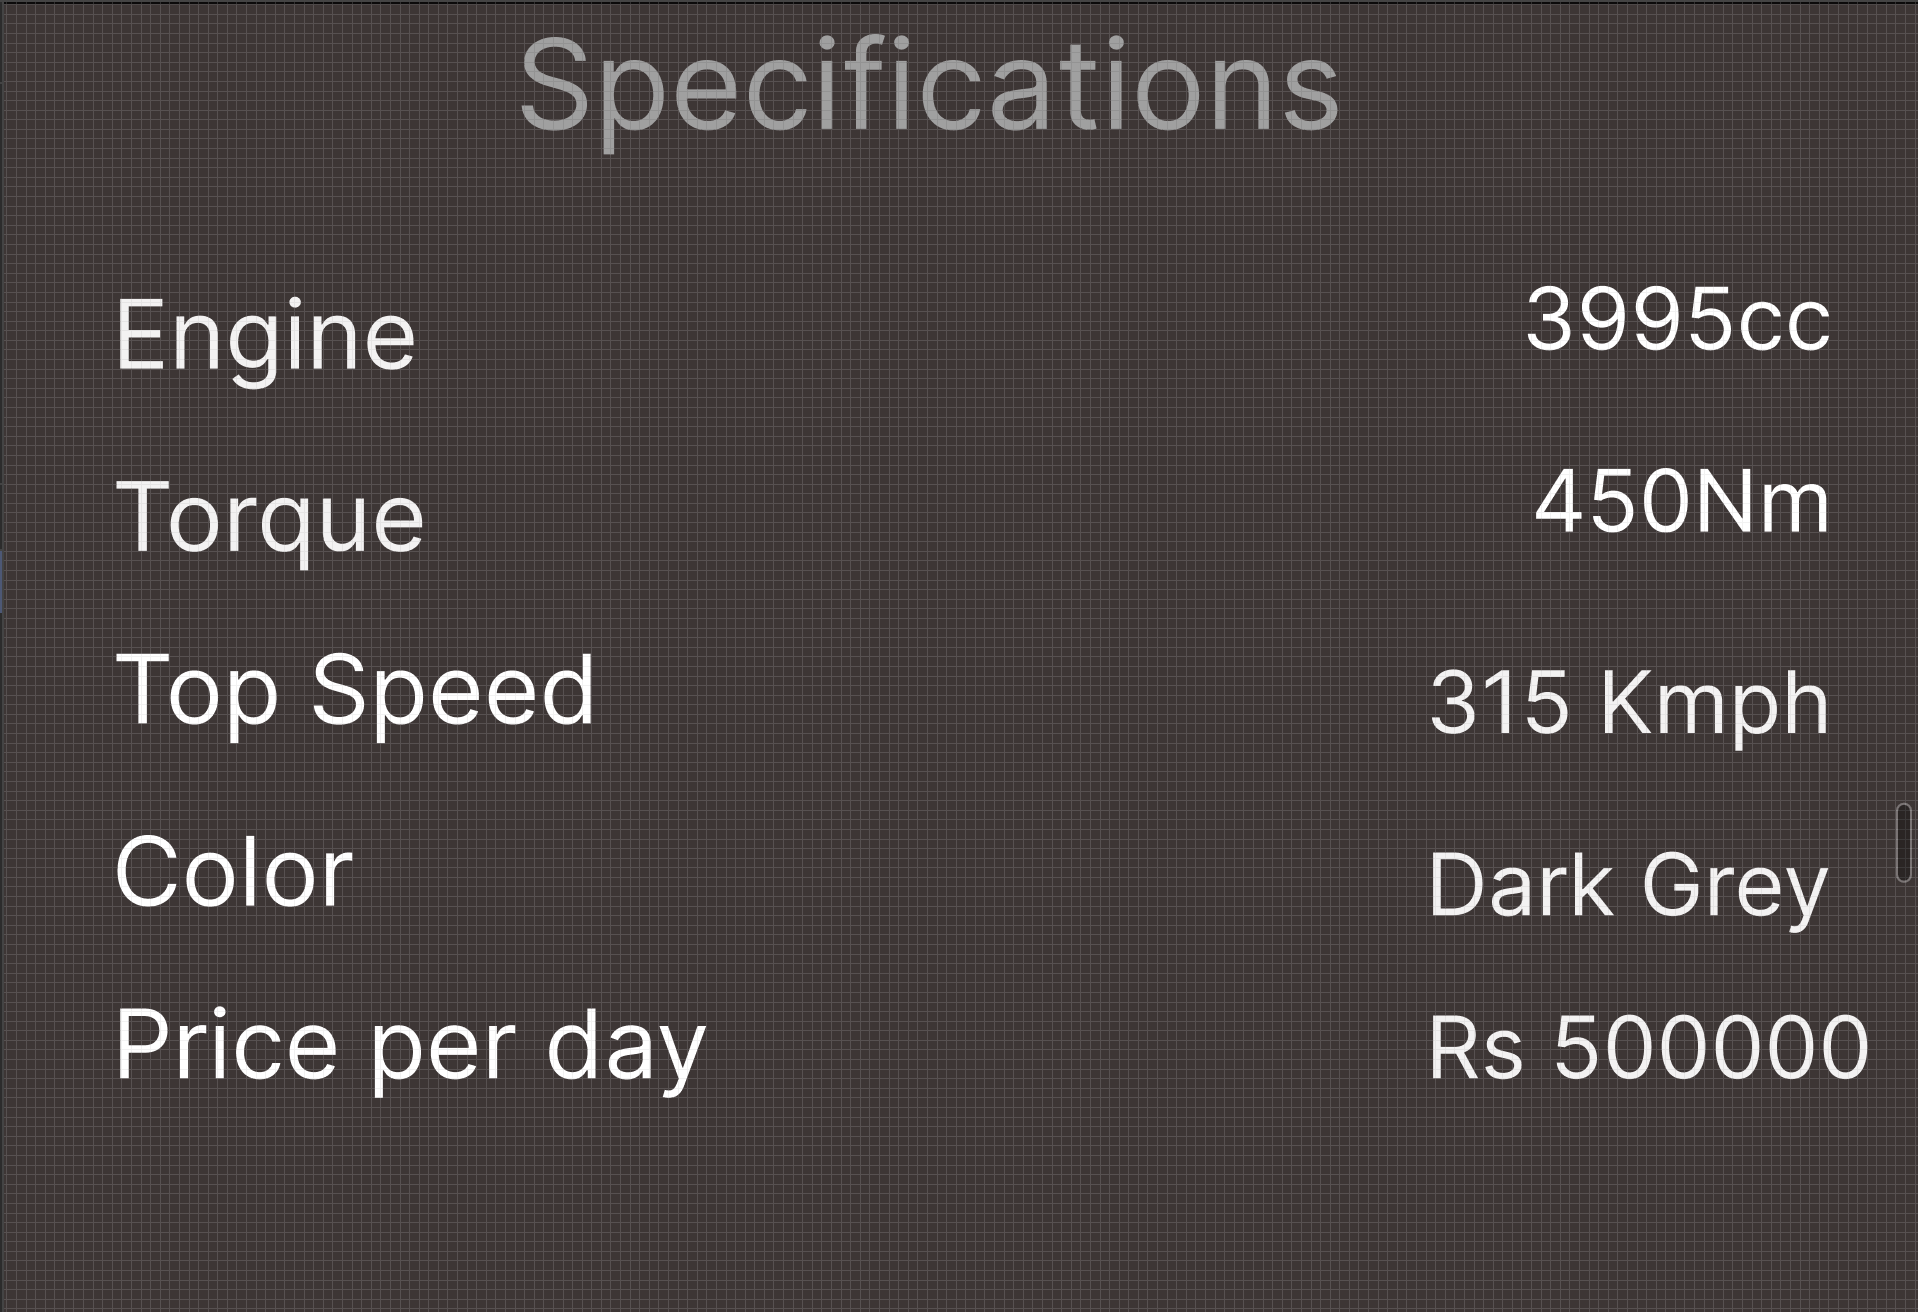 Specifications
Engine 3995cc
Torque 450Nm
Top Speed 315 Kmph
Color Dark Grey
Price per day Rs 500000